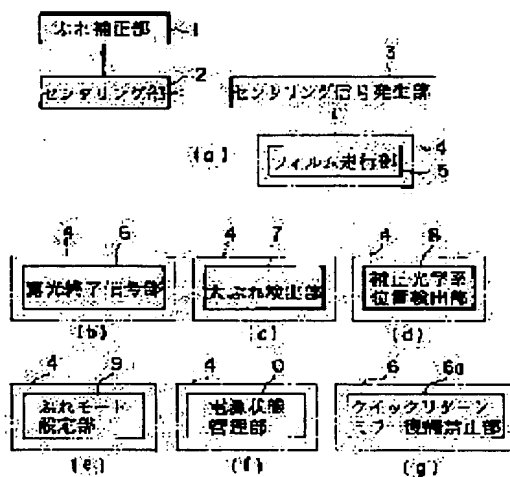 ぶれ補正部
1
3
センタリング部
2
センタリング信号発生部
(a)
フィルム走行部
4
5
4
6
4
7
4
8
露光終了信号部
大ぶれ検出部
補正光学系
位置検出部
(b)
(c)
(d)
4
9
4
0
6
6a
ぶれモード
設定部
電源状態
管理部
クイックリターン
ミラー復帰禁止部
(e)
(f)
(g)